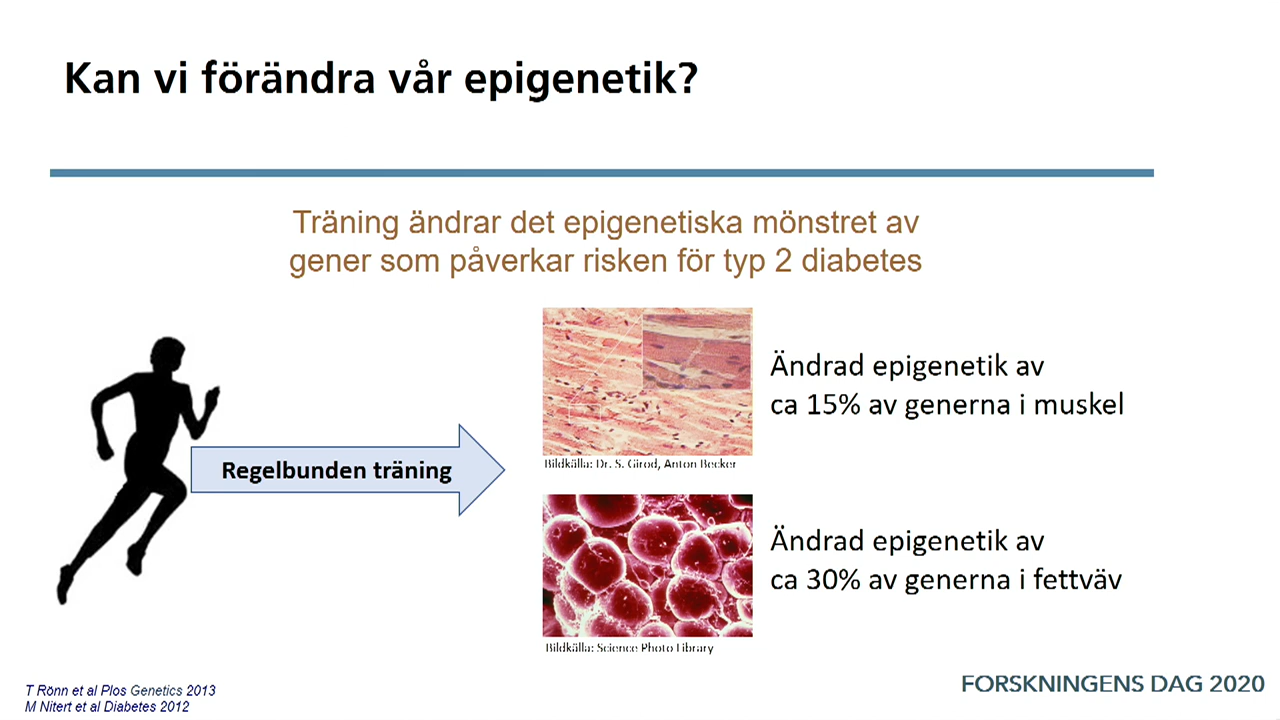 Kan vi förändra vår epigenetik?
Träning ändrar det epigenetiska mönstret av
gener som påverkar risken för typ 2 diabetes
Regelbunden träning
Ändrad epigenetik av
ca 15% av generna i muskel
Bildkälla: Dr. S. Girod, Anton Becker
Ändrad epigenetik av
ca 30% av generna i fettväv
Bildkälla: Science Photo Library
T Rönn et al Plos Genetics 2013
M Nitert et al Diabetes 2012
FORSKNINGENS DAG 2020